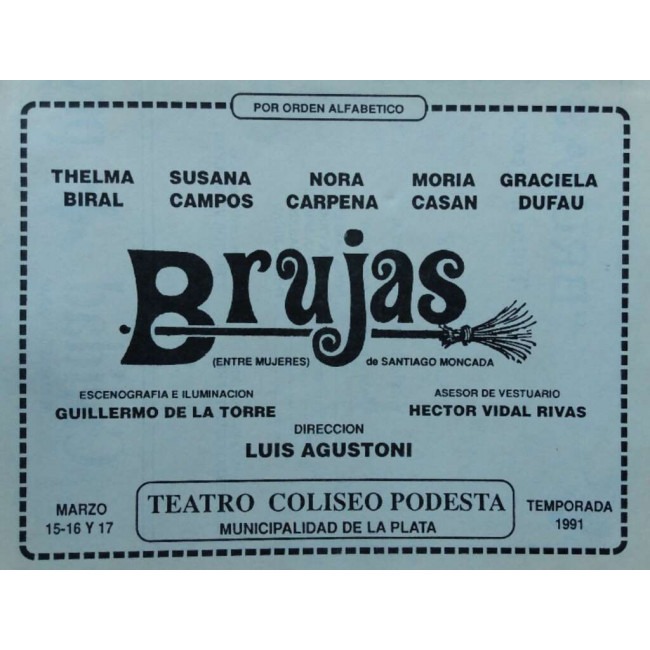 POR ORDEN ALFABETICO
THELMA BIRAL
SUSANA CAMPOS
NORA CARPENA
MORIA CASAN
GRACIELA DUFAU
Brujas
(ENTRE MUJERES) de SANTIAGO MONCADA
ESCENOGRAFIA E ILUMINACION
GUILLERMO DE LA TORRE
ASESOR DE VESTUARIO
HECTOR VIDAL RIVAS
DIRECCION
LUIS AGUSTONI
MARZO
15-16 Y 17
TEATRO COLISEO PODESTA
MUNICIPALIDAD DE LA PLATA
TEMPORADA
1991